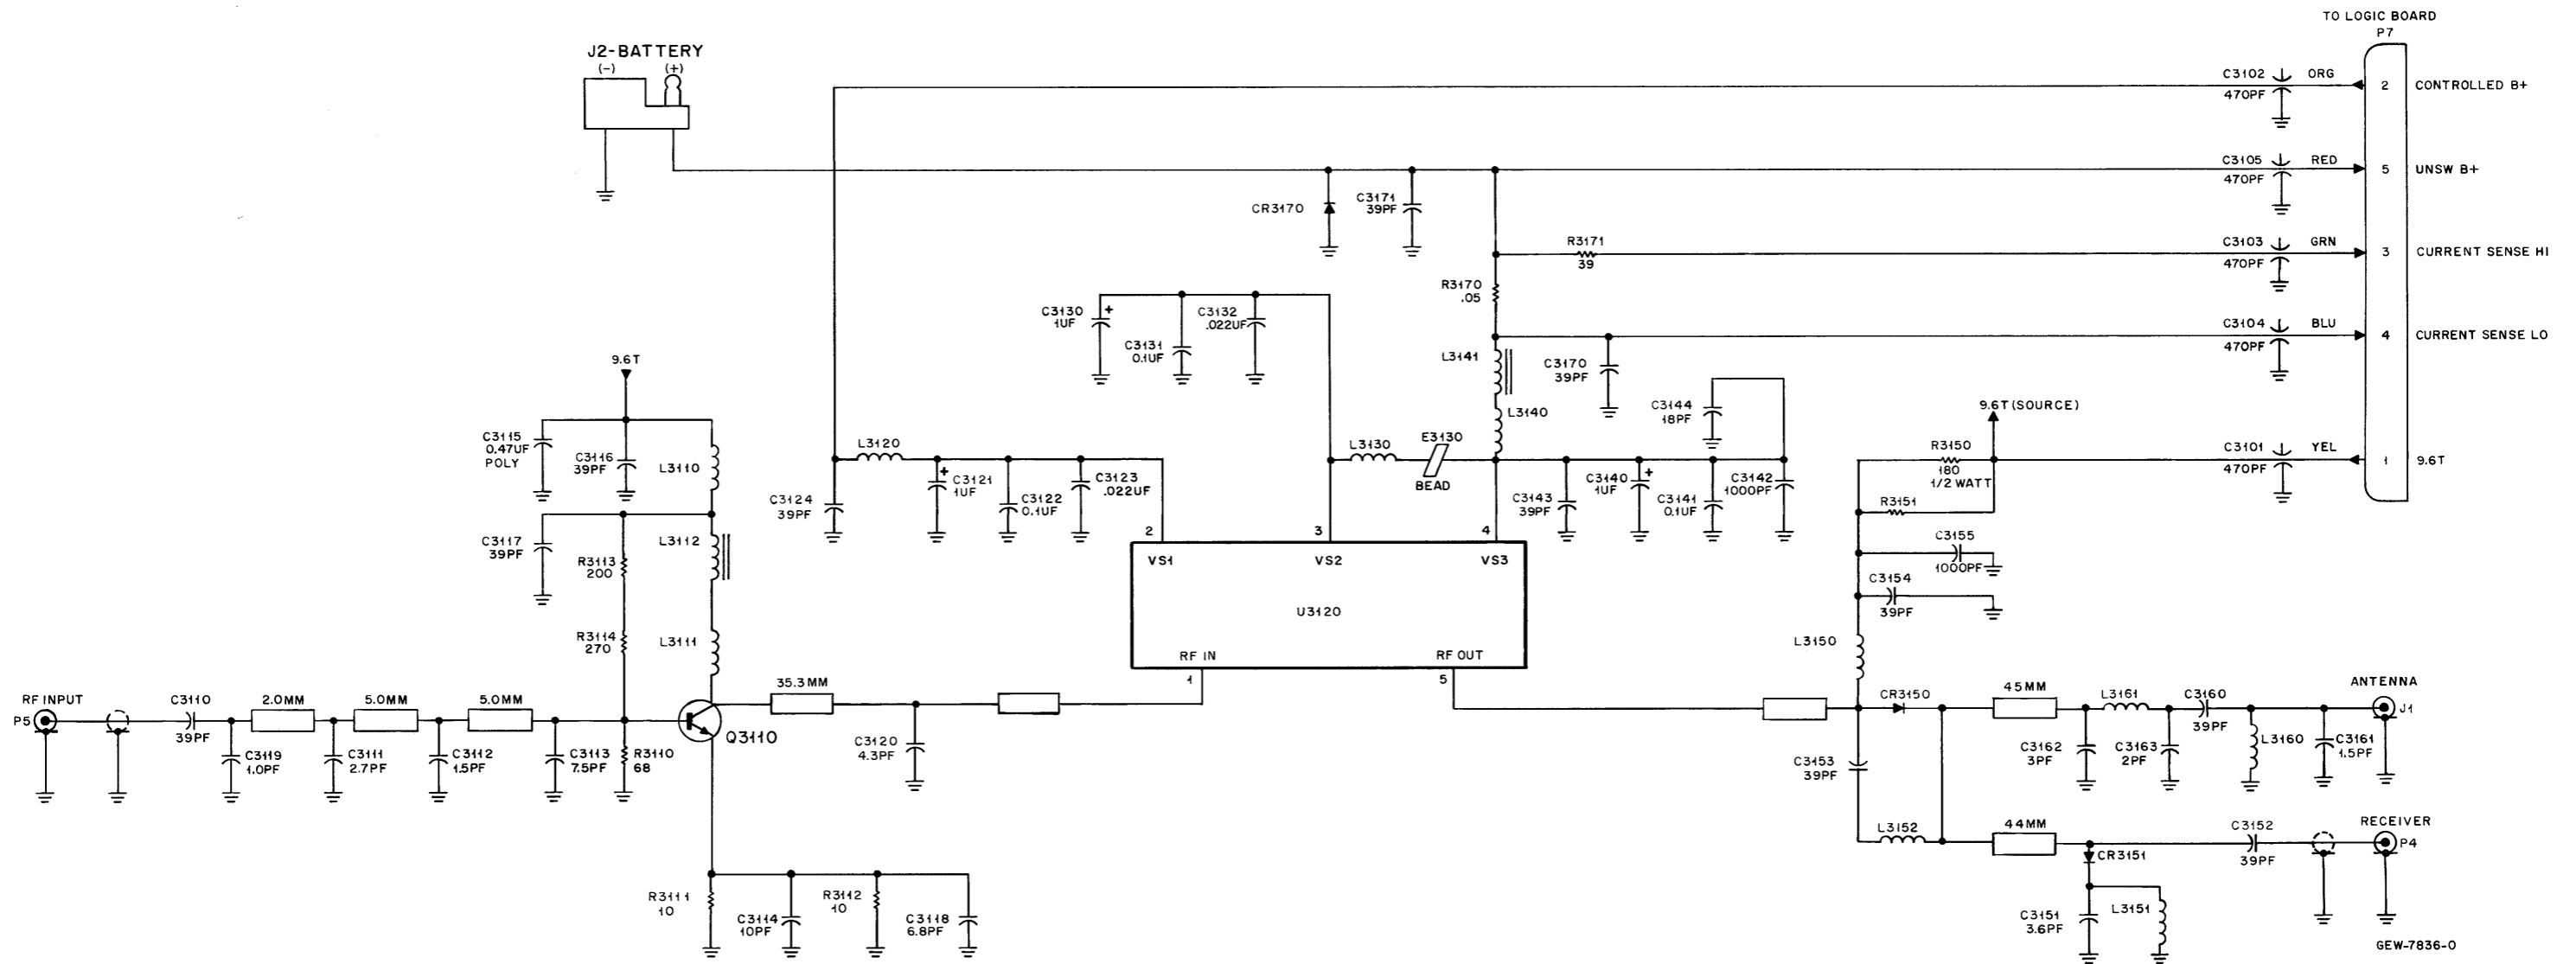 TO LOGIC BOARD
P7
J2-BATTERY
(-) (+)
C3102 ORG
470PF
2 CONTROLLED B+
C3105 RED
470PF
5 UNSW B+
CR3170
C3171
39PF
R3171
39
C3103 GRN
470PF
3 CURRENT SENSE HI
R3170
.05
C3130
1UF
+
C3131
0.1UF
C3132
.022UF
C3104 BLU
470PF
4 CURRENT SENSE LO
L3141
C3170
39PF
9.6T
C3115
0.47UF
POLY
C3116
39PF
L3110
L3120
L3130
E3130
BEAD
L3140
C3144
18PF
9.6T (SOURCE)
R3150
180
1/2 WATT
C3101 YEL
470PF
1 9.6T
C3124
39PF
+
C3121
1UF
C3122
0.1UF
C3123
.022UF
C3143
39PF
C3140
1UF
+
C3141
0.1UF
C3142
1000PF
R3151
C3117
39PF
R3113
200
L3112
2 3 4
VS1 VS2 VS3
U3120
RF IN RF OUT
1 5
C3155
1000PF
C3154
39PF
R3114
270
L3111
L3150
RF INPUT
P5
C3110
39PF
2.0MM
5.0MM
5.0MM
35.3MM
Q3110
CR3150
45MM
L3161
C3160
39PF
ANTENNA
J1
C3119
1.0PF
C3111
2.7PF
C3112
1.5PF
C3113
7.5PF
R3110
68
C3120
4.3PF
C3153
39PF
C3162
3PF
C3163
2PF
L3160
C3161
1.5PF
L3152
44MM
C3152
39PF
RECEIVER
P4
CR3151
R3111
10
C3114
10PF
R3112
10
C3118
6.8PF
C3151
3.6PF
L3151
GEW-7836-0